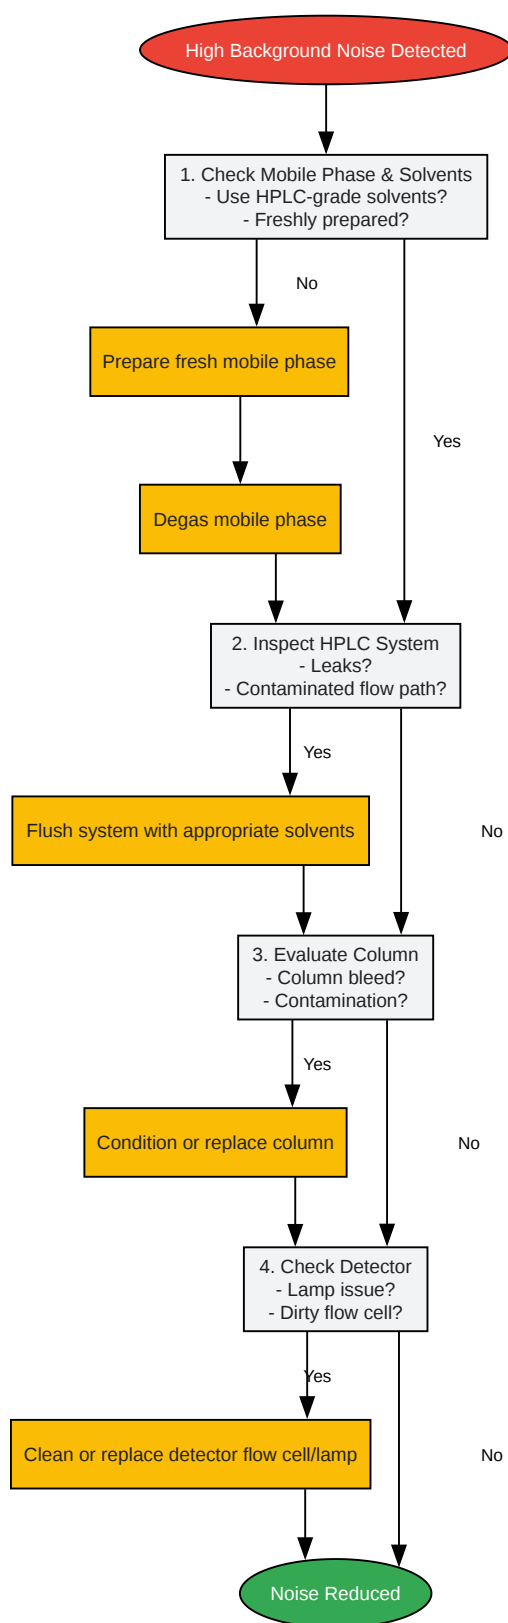 High Background Noise Detected
1. Check Mobile Phase & Solvents
- Use HPLC-grade solvents?
- Freshly prepared?
No
Prepare fresh mobile phase
Yes
Degas mobile phase
2. Inspect HPLC System
- Leaks?
- Contaminated flow path?
Yes
Flush system with appropriate solvents
No
3. Evaluate Column
- Column bleed?
- Contamination?
Yes
Condition or replace column
No
4. Check Detector
- Lamp issue?
- Dirty flow cell?
Yes
Clean or replace detector flow cell/lamp
No
Noise Reduced